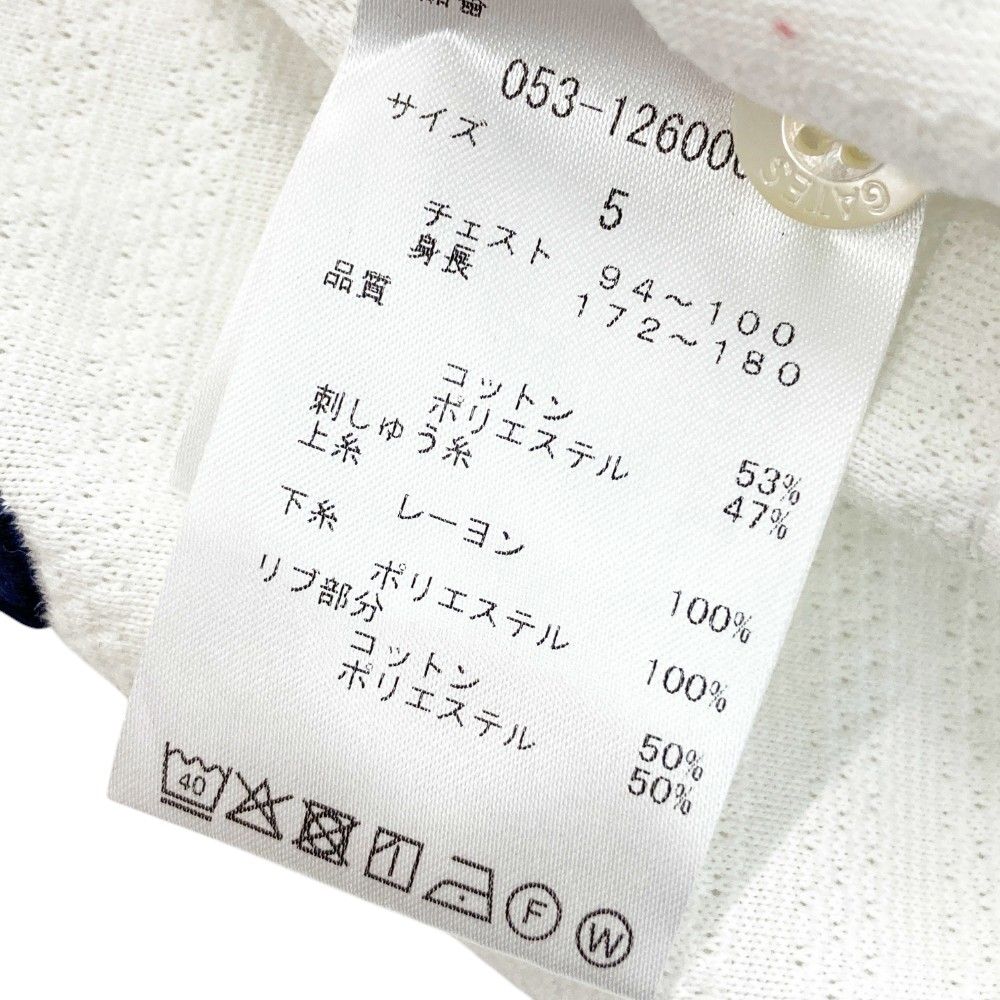 053-12600
サイズ
5
チェスト 94～100
身長 172～180
品質
コットン 53%
ポリエステル 47%
刺しゅう糸
上糸
レーヨン 100%
下糸
ポリエステル 100%
リブ部分
コットン 50%
ポリエステル 50%
40
F
W
GATE'S